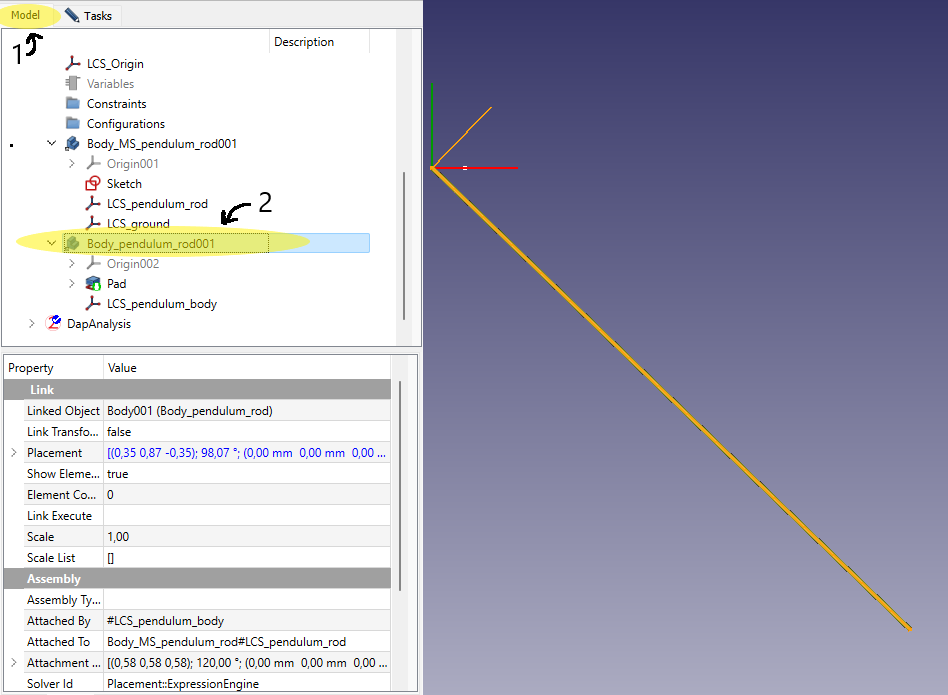 Model
Tasks
1
Description
LCS_Origin
Variables
Constraints
Configurations
Body_MS_pendulum_rod001
Origin001
Sketch
LCS_pendulum_rod
LCS_ground
2
Body_pendulum_rod001
Origin002
Pad
LCS_pendulum_body
DapAnalysis
Property Value
Link
Linked Object Body001 (Body_pendulum_rod)
Link Transfo... false
Placement [(0,35 0,87 -0,35); 98,07 °; (0,00 mm 0,00 mm 0,00 ...
Show Eleme... true
Element Co... 0
Link Execute
Scale 1,00
Scale List []
Assembly
Assembly Ty...
Attached By #LCS_pendulum_body
Attached To Body_MS_pendulum_rod#LCS_pendulum_rod
Attachment ... [(0,58 0,58 0,58); 120,00 °; (0,00 mm 0,00 mm 0,00 ...
Solver Id Placement::ExpressionEngine